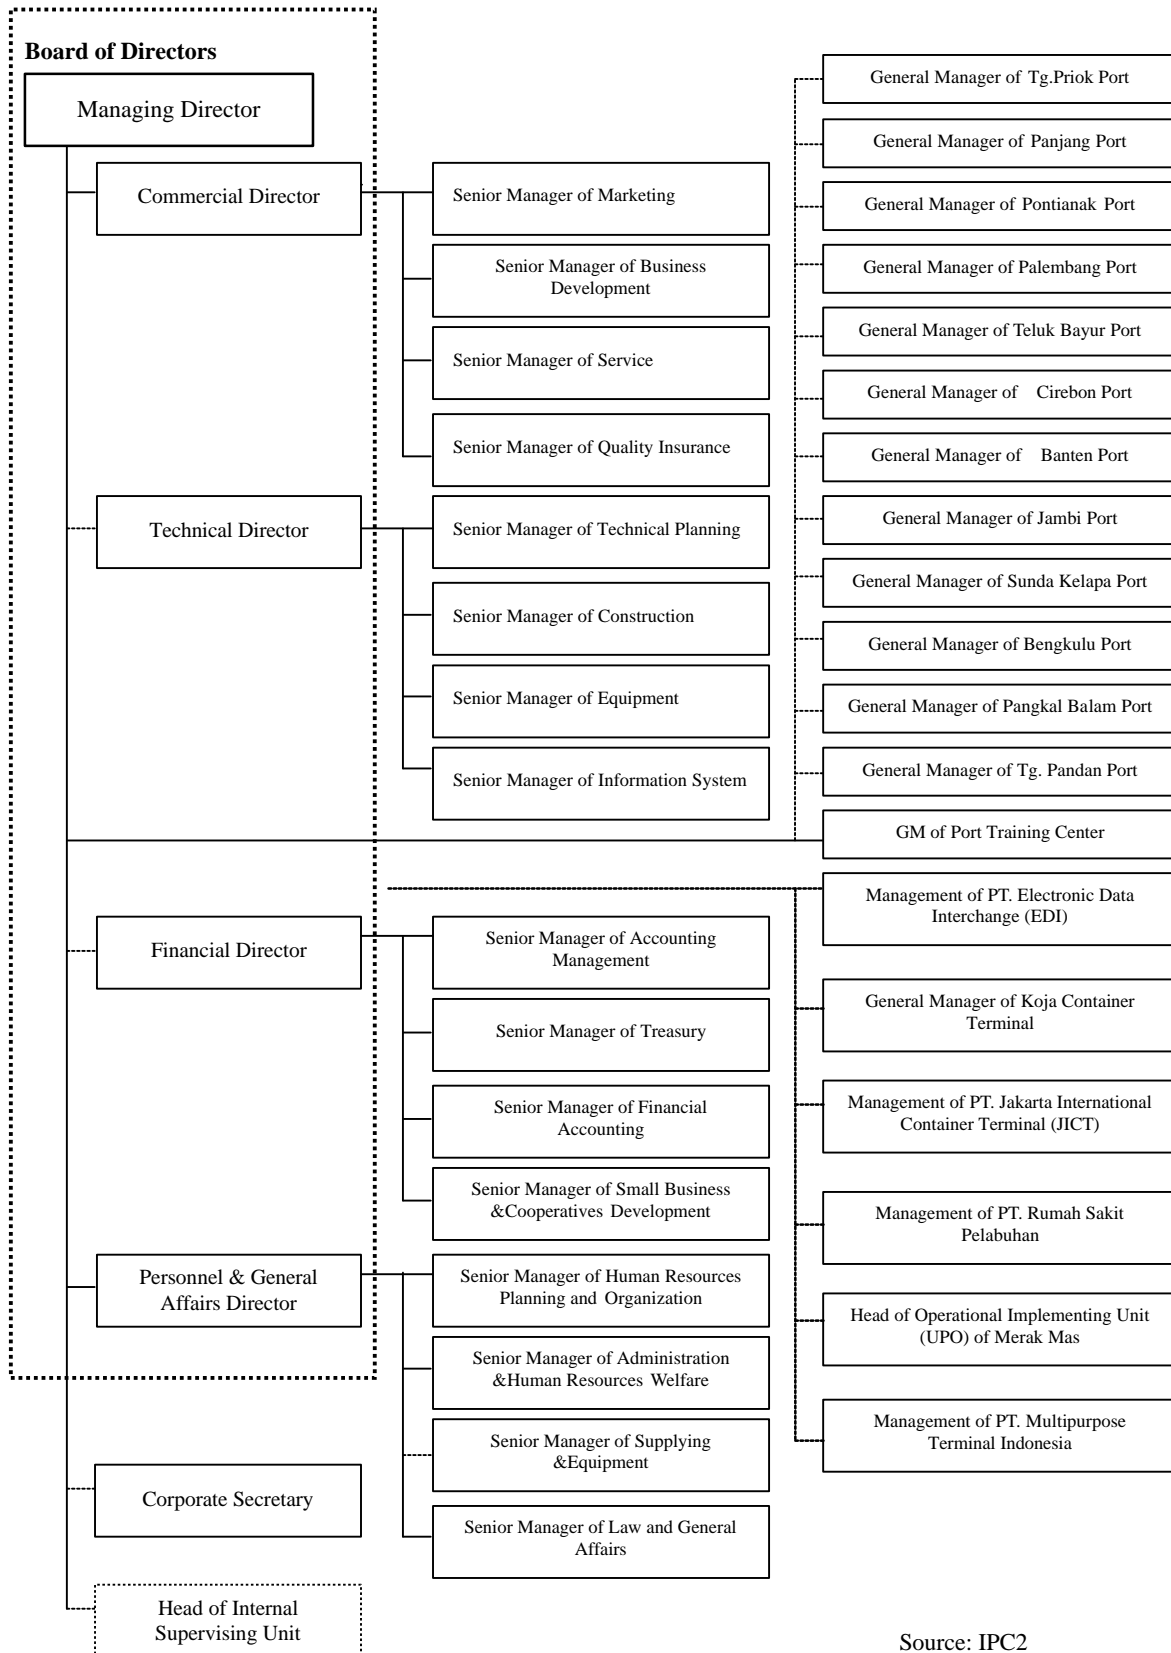 Board of Directors
Managing Director
Commercial Director
Senior Manager of Marketing
Senior Manager of Business
Development
Senior Manager of Service
Senior Manager of Quality Insurance
Technical Director
Senior Manager of Technical Planning
Senior Manager of Construction
Senior Manager of Equipment
Senior Manager of Information System
Financial Director
Senior Manager of Accounting
Management
Senior Manager of Treasury
Senior Manager of Financial
Accounting
Senior Manager of Small Business
&Cooperatives Development
Personnel & General
Affairs Director
Senior Manager of Human Resources
Planning and Organization
Senior Manager of Administration
&Human Resources Welfare
Senior Manager of Supplying
&Equipment
Senior Manager of Law and General
Affairs
Corporate Secretary
Head of Internal
Supervising Unit
General Manager of Tg.Priok Port
General Manager of Panjang Port
General Manager of Pontianak Port
General Manager of Palembang Port
General Manager of Teluk Bayur Port
General Manager of Cirebon Port
General Manager of Banten Port
General Manager of Jambi Port
General Manager of Sunda Kelapa Port
General Manager of Bengkulu Port
General Manager of Pangkal Balam Port
General Manager of Tg. Pandan Port
GM of Port Training Center
Management of PT. Electronic Data
Interchange (EDI)
General Manager of Koja Container
Terminal
Management of PT. Jakarta International
Container Terminal (JICT)
Management of PT. Rumah Sakit
Pelabuhan
Head of Operational Implementing Unit
(UPO) of Merak Mas
Management of PT. Multipurpose
Terminal Indonesia
Source: IPC2